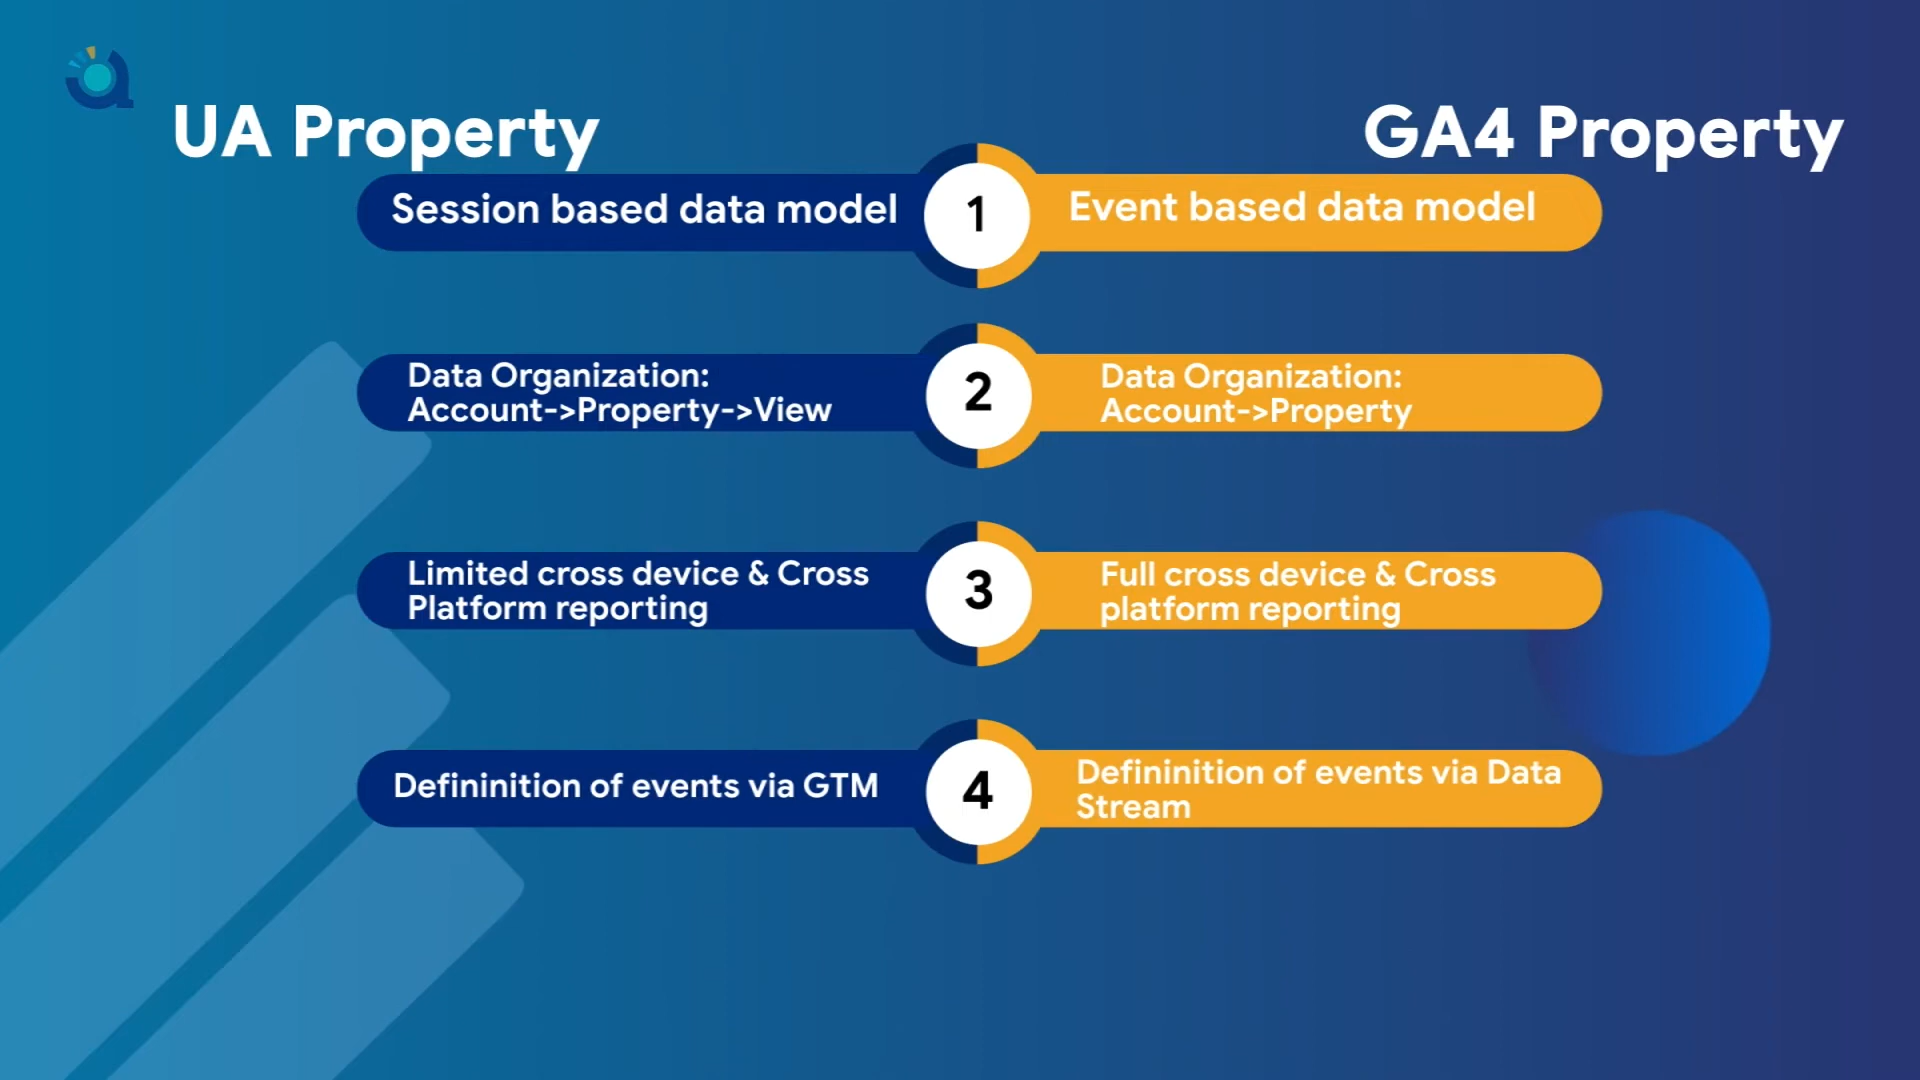 UA Property
GA4 Property
Session based data model
1
Event based data model
Data Organization:
Account->Property->View
2
Data Organization:
Account->Property
Limited cross device & Cross
Platform reporting
3
Full cross device & Cross
platform reporting
Defininition of events via GTM
4
Defininition of events via Data
Stream